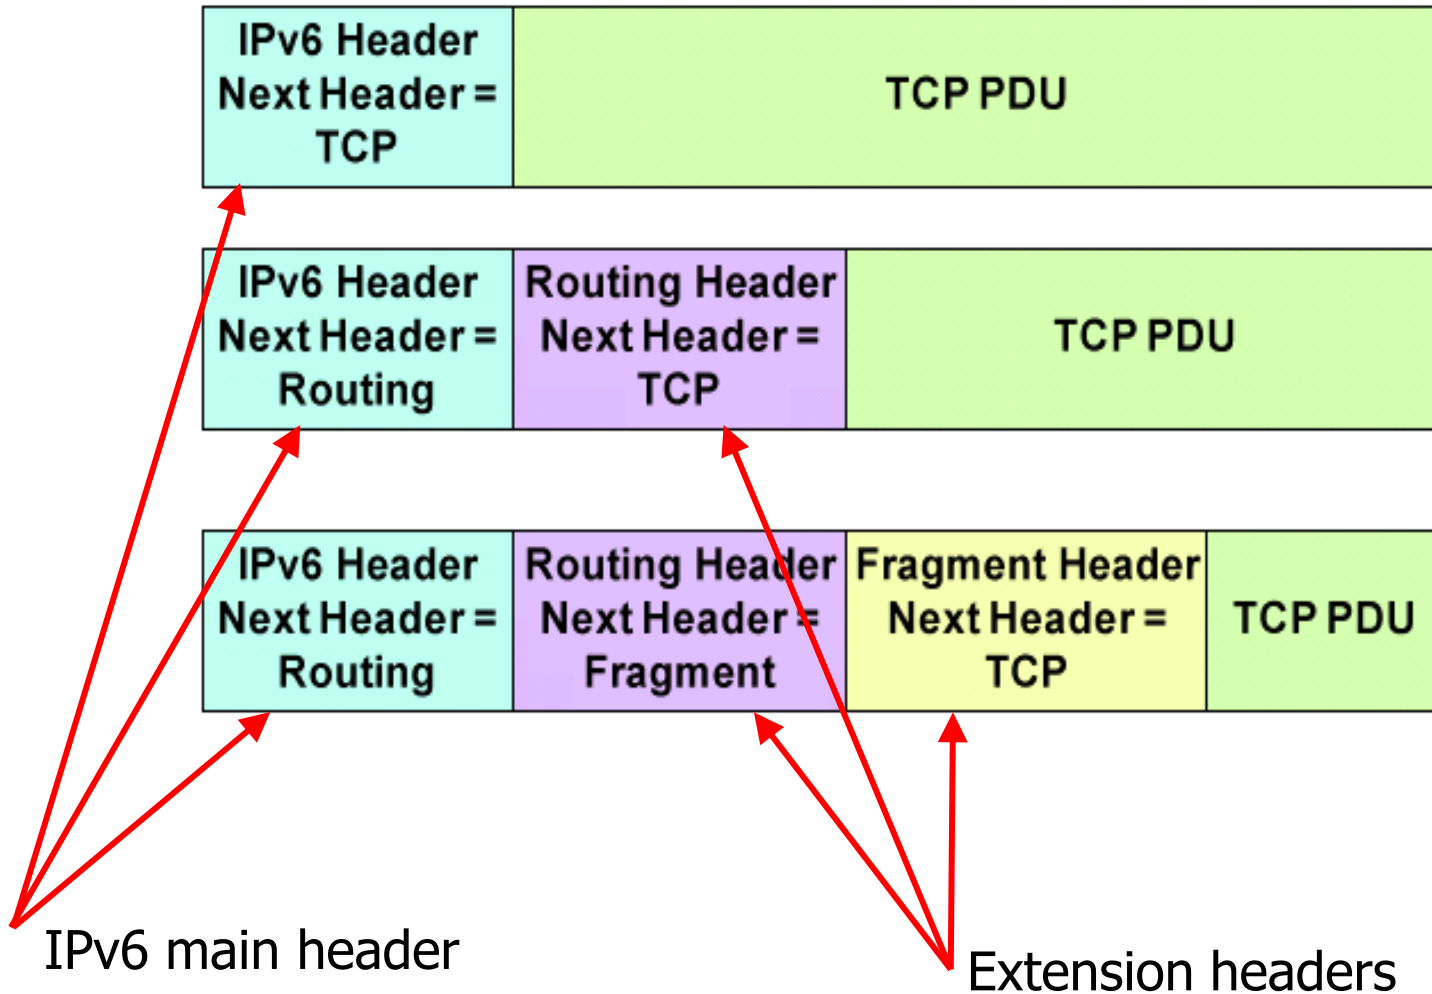 IPv6 Header
Next Header =
TCP
TCP PDU
IPv6 Header
Next Header =
Routing
Routing Header
Next Header =
TCP
TCP PDU
IPv6 Header
Next Header =
Routing
Routing Header
Next Header =
Fragment
Fragment Header
Next Header =
TCP
TCP PDU
IPv6 main header
Extension headers